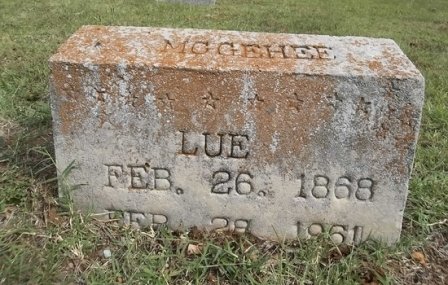 MCGEHEE
LUE
FEB. 26. 1868
FEB. 28. 1961